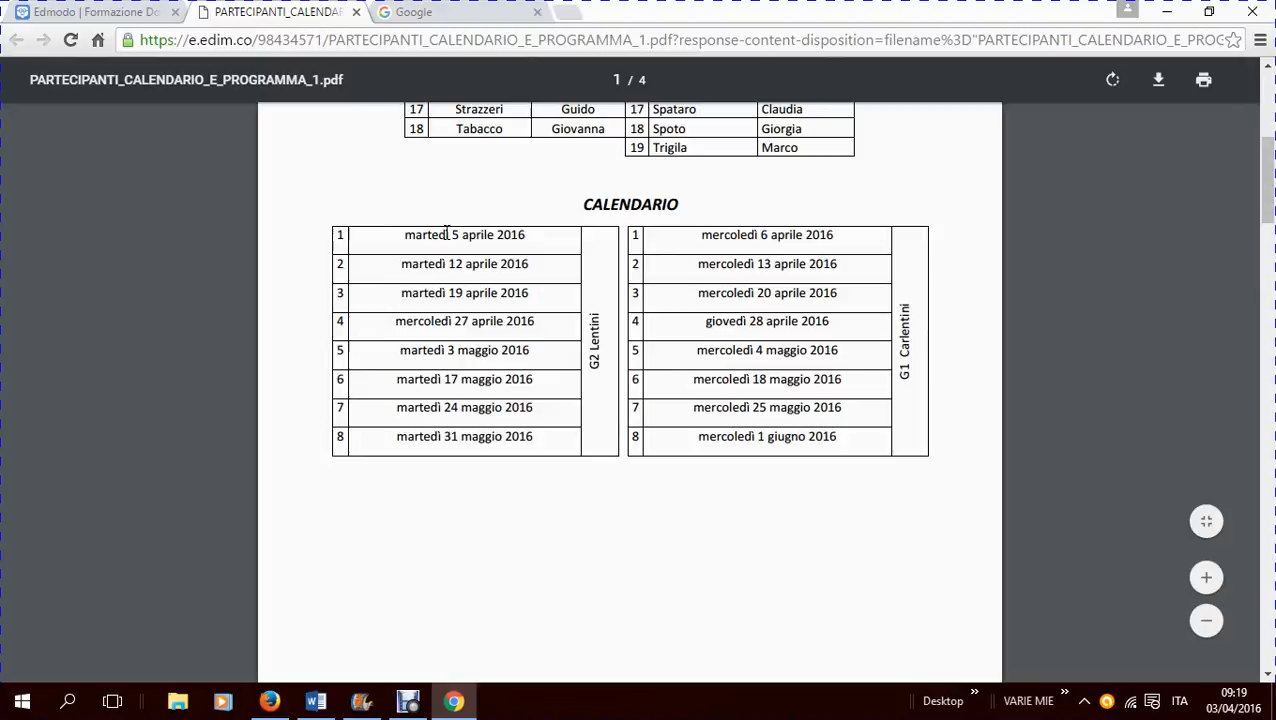 Edmodo | Formazione Do
PARTECIPANTI_CALENDAR
Google
https://e.edim.co/98434571/PARTECIPANTI_CALENDARIO_E_PROGRAMMA_1.pdf?response-content-disposition=filename%3D"PARTECIPANTI_CALENDARIO_E_PROG
PARTECIPANTI_CALENDARIO_E_PROGRAMMA_1.pdf
1 / 4
17 Strazzeri Guido 17 Spataro Claudia
18 Tabacco Giovanna 18 Spoto Giorgia
19 Trigila Marco
CALENDARIO
1 martedì 5 aprile 2016
2 martedì 12 aprile 2016
3 martedì 19 aprile 2016
4 mercoledì 27 aprile 2016
5 martedì 3 maggio 2016
6 martedì 17 maggio 2016
7 martedì 24 maggio 2016
8 martedì 31 maggio 2016
G2 Lentini
1 mercoledì 6 aprile 2016
2 mercoledì 13 aprile 2016
3 mercoledì 20 aprile 2016
4 giovedì 28 aprile 2016
5 mercoledì 4 maggio 2016
6 mercoledì 18 maggio 2016
7 mercoledì 25 maggio 2016
8 mercoledì 1 giugno 2016
G1 Carlentini
Desktop
VARIE MIE
ITA
09:19
03/04/2016